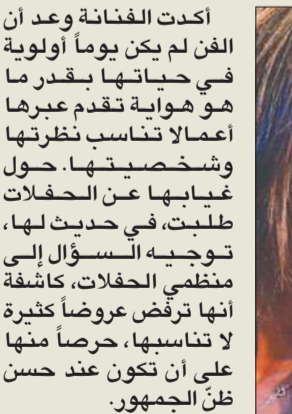 أكدت الفنانة وعد أن
الفن لم يكن يوماً أولوية
في حياتها بقدر ما
هو هواية تقدم عبرها
أعمالا تناسب نظرتها
وشخصيتها. حول
غيابها عن الحفلات
طلبت، في حديث لها،
توجيه السؤال إلى
منظمي الحفلات، كاشفة
أنها ترفض عروضاً كثيرة
لا تناسبها، حرصاً منها
على أن تكون عند حسن
ظنّ الجمهور.